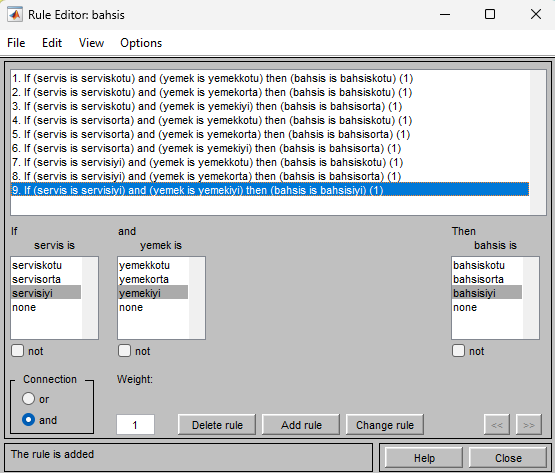 Rule Editor: bahsis
File Edit View Options
1. If (servis is serviskotu) and (yemek is yemekkotu) then (bahsis is bahsiskotu) (1)
2. If (servis is serviskotu) and (yemek is yemekorta) then (bahsis is bahsiskotu) (1)
3. If (servis is serviskotu) and (yemek is yemekiyi) then (bahsis is bahsisorta) (1)
4. If (servis is servisorta) and (yemek is yemekkotu) then (bahsis is bahsiskotu) (1)
5. If (servis is servisorta) and (yemek is yemekorta) then (bahsis is bahsisorta) (1)
6. If (servis is servisorta) and (yemek is yemekiyi) then (bahsis is bahsisorta) (1)
7. If (servis is servisiyi) and (yemek is yemekkotu) then (bahsis is bahsiskotu) (1)
8. If (servis is servisiyi) and (yemek is yemekorta) then (bahsis is bahsisorta) (1)
9. If (servis is servisiyi) and (yemek is yemekiyi) then (bahsis is bahsisiyi) (1)
If
servis is
serviskotu
servisorta
servisiyi
none
not
and
yemek is
yemekkotu
yemekorta
yemekiyi
none
not
Then
bahsis is
bahsiskotu
bahsisorta
bahsisiyi
none
not
Connection
or
and
Weight:
1
Delete rule
Add rule
Change rule
<<
>>
The rule is added
Help
Close